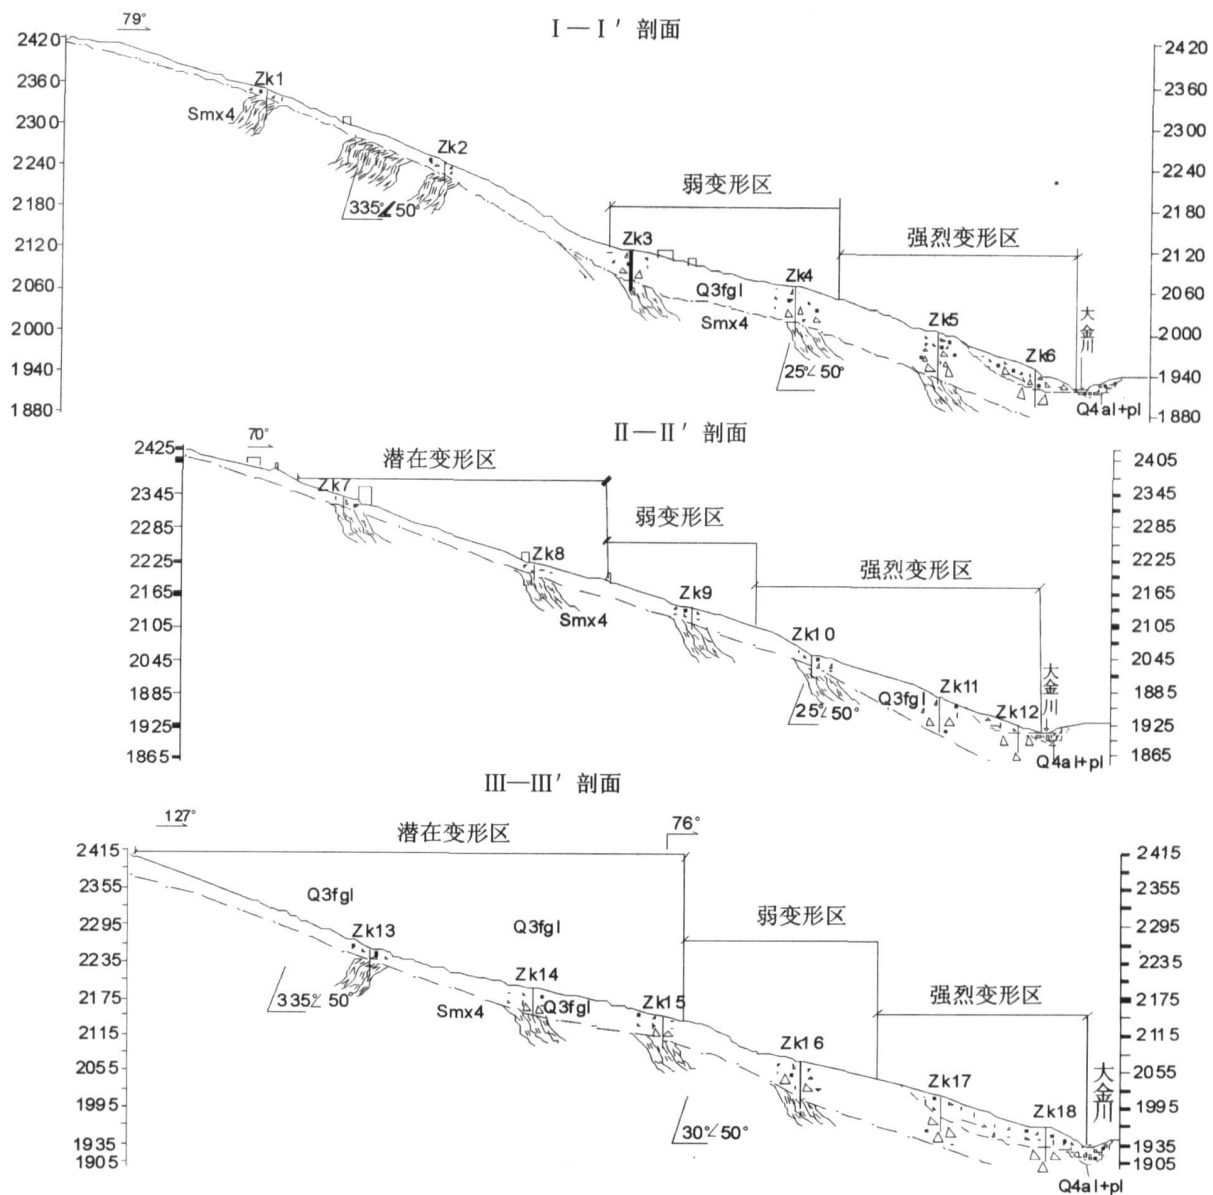 I—I′ 剖面
79°
2420
2360
2300
2240
2180
2120
2060
2000
1940
1880
2420
2360
2300
2240
2180
2120
2060
2000
1940
1880
Zk1
Smx4
Zk2
335°∠50°
弱变形区
强烈变形区
Zk3
Q3fgl
Smx4
Zk4
25°∠50°
Zk5
Zk6
大金川
Q4al+pl
II—II′ 剖面
70°
2425
2345
2285
2225
2165
2105
2045
1985
1925
1865
2405
2345
2285
2225
2165
2105
2045
1885
1925
1865
潜在变形区
弱变形区
强烈变形区
Zk7
Zk8
Smx4
Zk9
Zk10
25°∠50°
Q3fgl
Zk11
Zk12
大金川
Q4al+pl
III—III′ 剖面
127°
76°
2415
2355
2295
2235
2175
2115
2055
1995
1935
1905
2415
2355
2295
2235
2175
2115
2055
1995
1935
1905
潜在变形区
弱变形区
强烈变形区
Q3fgl
Q3fgl
Zk13
335°∠50°
Zk14
Smx4
Q3fgl
Zk15
Zk16
30°∠50°
Zk17
Zk18
大金川
Q4al+pl